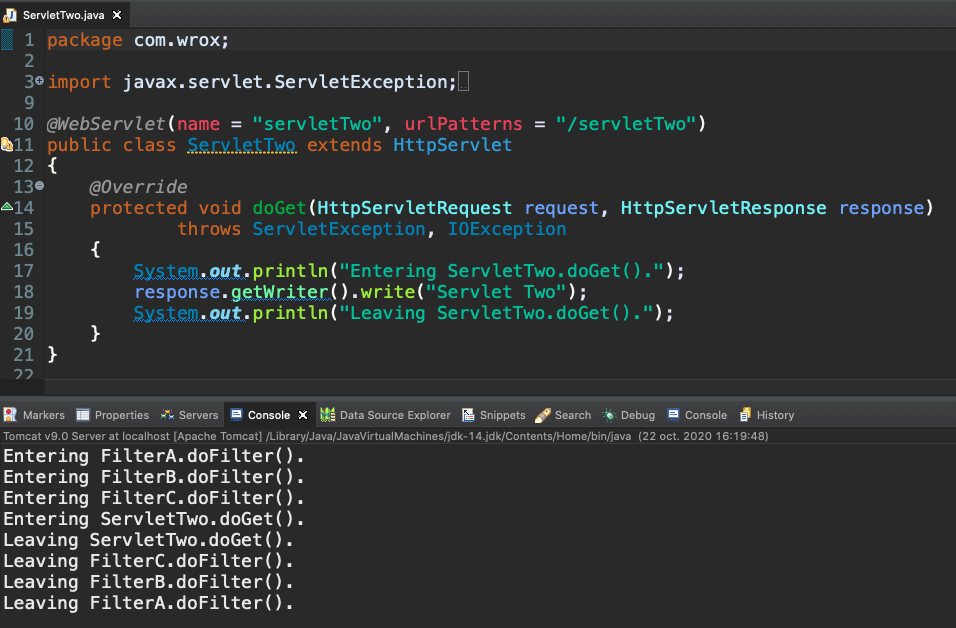 ServletTwo.java
1 package com.wrox;
2
3 import javax.servlet.ServletException;
9
10 @WebServlet(name = "servletTwo", urlPatterns = "/servletTwo")
11 public class ServletTwo extends HttpServlet
12 {
13 @Override
14 protected void doGet(HttpServletRequest request, HttpServletResponse response)
15 throws ServletException, IOException
16 {
17 System.out.println("Entering ServletTwo.doGet().");
18 response.getWriter().write("Servlet Two");
19 System.out.println("Leaving ServletTwo.doGet().");
20 }
21 }
22
Markers Properties Servers Console Data Source Explorer Snippets Search Debug Console History
Tomcat v9.0 Server at localhost [Apache Tomcat] /Library/Java/JavaVirtualMachines/jdk-14.jdk/Contents/Home/bin/java (22 oct. 2020 16:19:48)
Entering FilterA.doFilter().
Entering FilterB.doFilter().
Entering FilterC.doFilter().
Entering ServletTwo.doGet().
Leaving ServletTwo.doGet().
Leaving FilterC.doFilter().
Leaving FilterB.doFilter().
Leaving FilterA.doFilter().